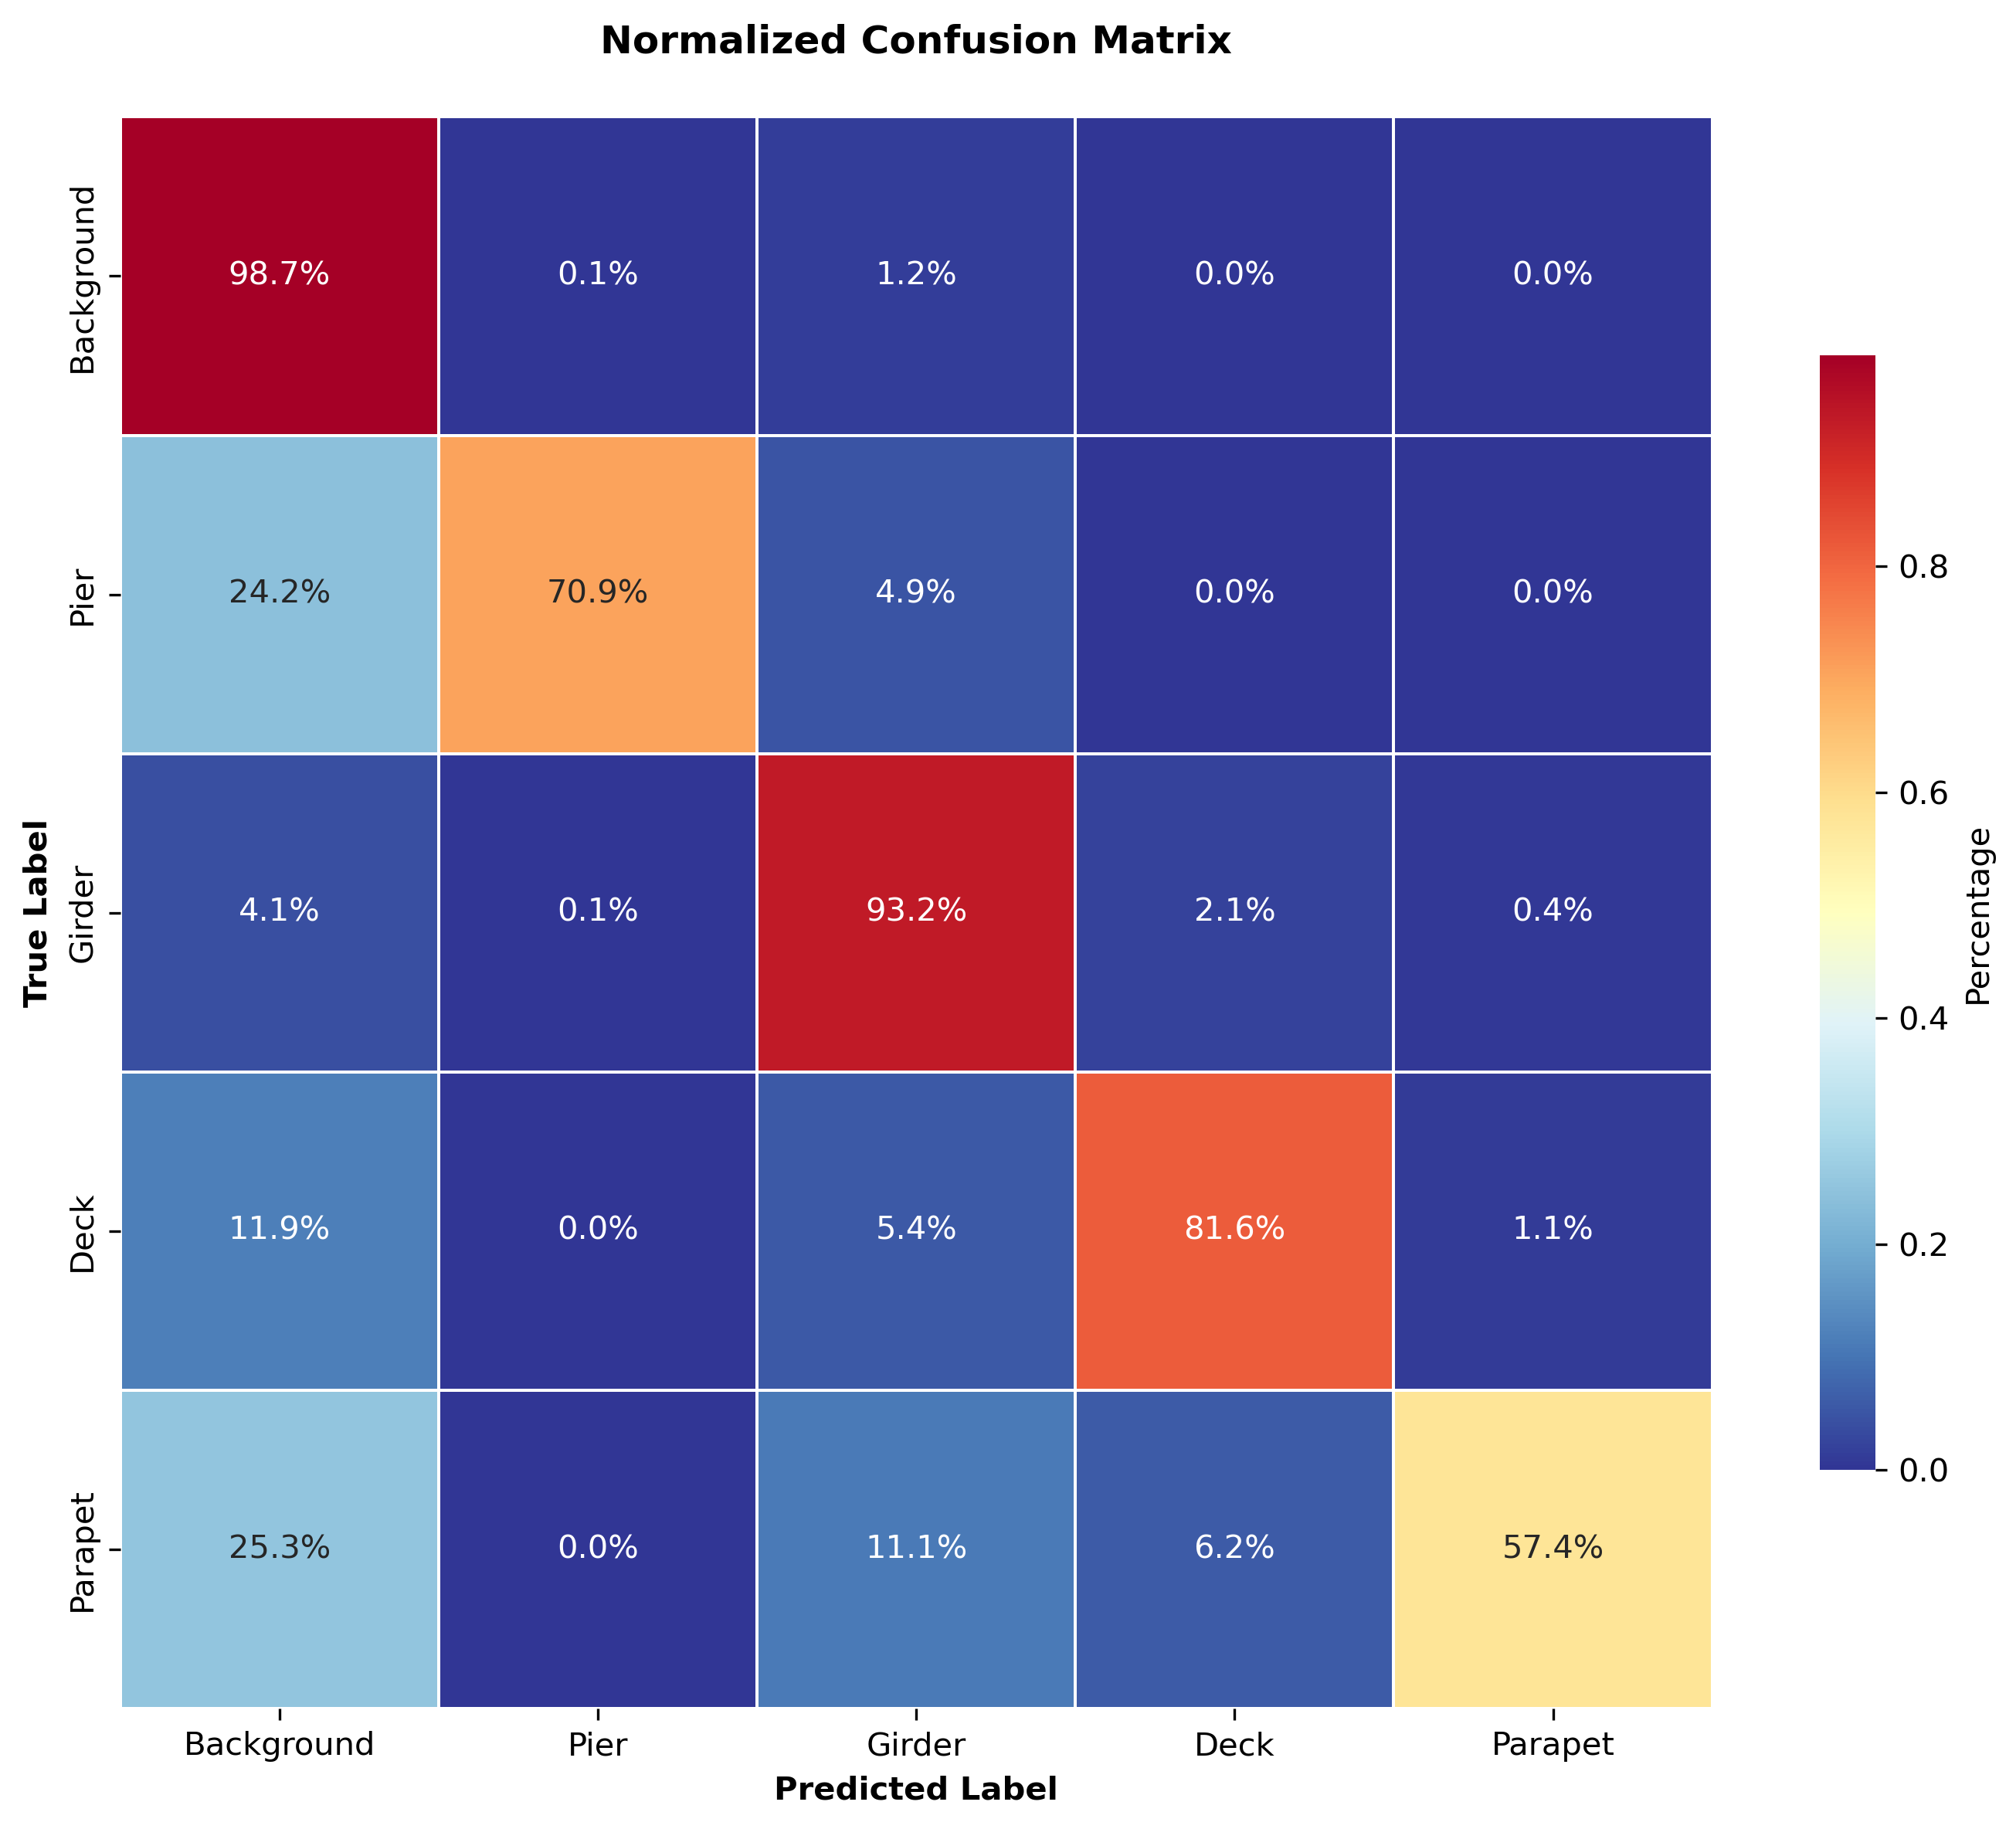 Normalized Confusion Matrix
Background
98.7% 0.1% 1.2% 0.0% 0.0%
Pier
24.2% 70.9% 4.9% 0.0% 0.0%
Girder
4.1% 0.1% 93.2% 2.1% 0.4%
Deck
11.9% 0.0% 5.4% 81.6% 1.1%
Parapet
25.3% 0.0% 11.1% 6.2% 57.4%
True Label
Background Pier Girder Deck Parapet
Predicted Label
0.8
0.6
0.4
0.2
0.0
Percentage